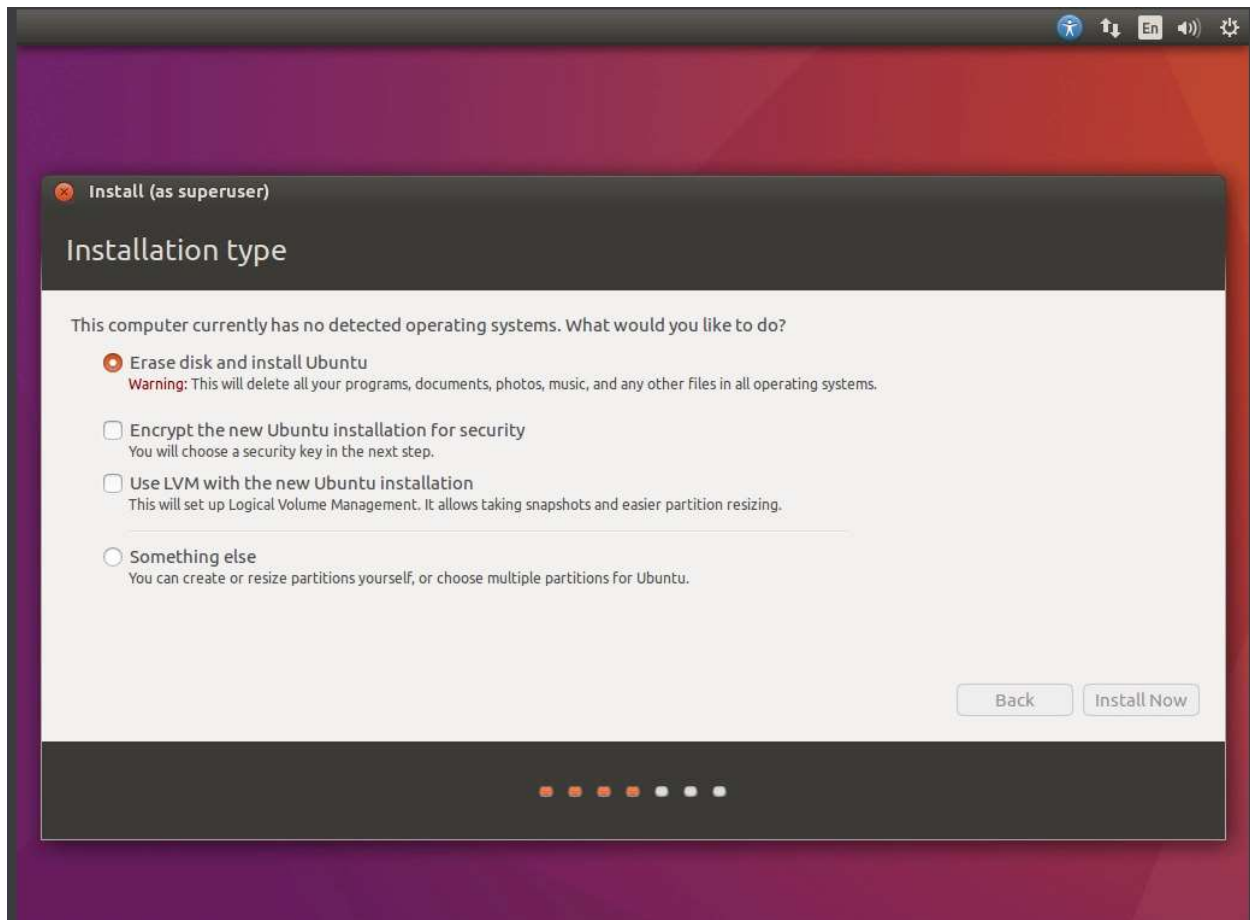 En
Install (as superuser)
Installation type
This computer currently has no detected operating systems. What would you like to do?
Erase disk and install Ubuntu
Warning: This will delete all your programs, documents, photos, music, and any other files in all operating systems.
Encrypt the new Ubuntu installation for security
You will choose a security key in the next step.
Use LVM with the new Ubuntu installation
This will set up Logical Volume Management. It allows taking snapshots and easier partition resizing.
Something else
You can create or resize partitions yourself, or choose multiple partitions for Ubuntu.
Back Install Now